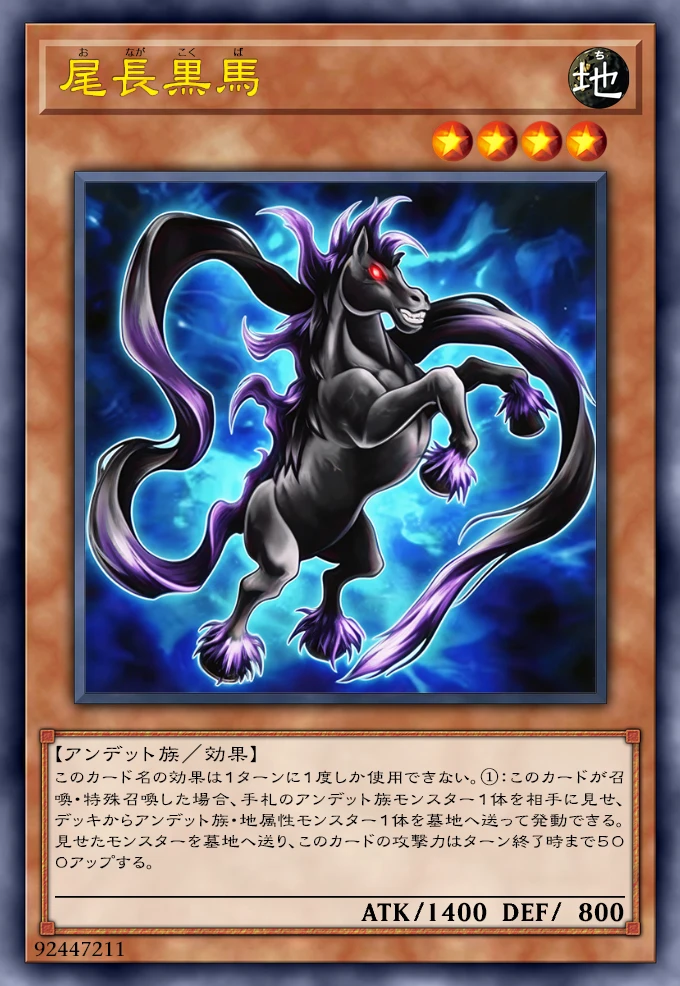 おながこくば
尾長黒馬
ち
地
【アンデット族／効果】
このカード名の効果は１ターンに１度しか使用できない。①：このカードが召
喚・特殊召喚した場合、手札のアンデット族モンスター１体を相手に見せ、
デッキからアンデット族・地属性モンスター１体を墓地へ送って発動できる。
見せたモンスターを墓地へ送り、このカードの攻撃力はターン終了時まで５０
０アップする。
ATK/1400 DEF/ 800
92447211